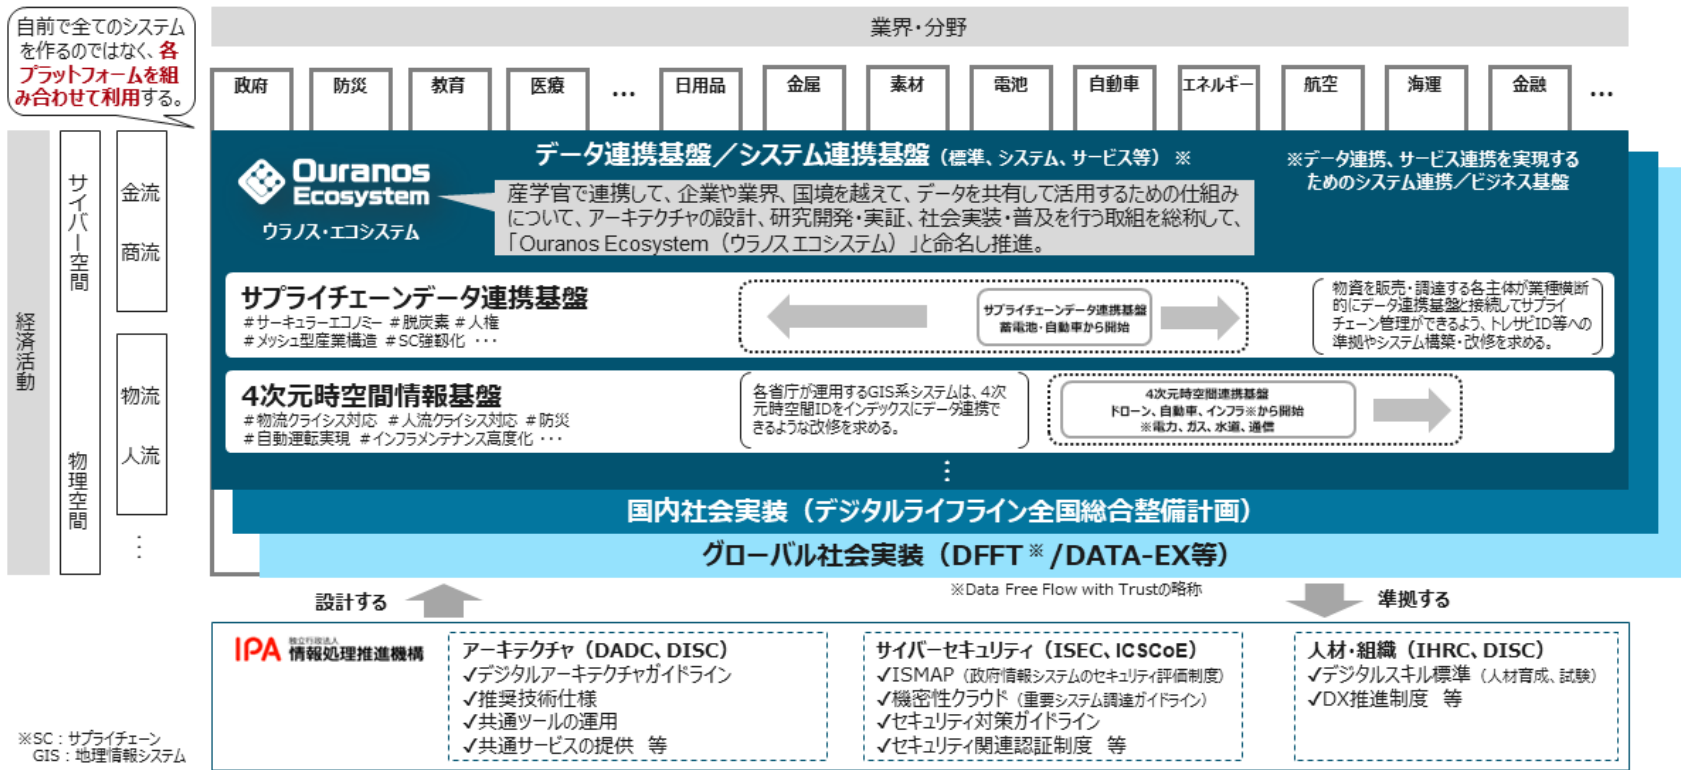 自前で全てのシステム
を作るのではなく、各
プラットフォームを組
み合わせて利用する。
業界・分野
政府
防災
教育
医療
…
日用品
金属
素材
電池
自動車
エネルギー
航空
海運
金融
…
経済活動
サイバー空間
物理空間
金流
商流
物流
人流
…
Ouranos
Ecosystem
ウラノス・エコシステム
データ連携基盤／システム連携基盤（標準、システム、サービス等）※
※データ連携、サービス連携を実現する
ためのシステム連携／ビジネス基盤
産学官で連携して、企業や業界、国境を越えて、データを共有して活用するための仕組み
について、アーキテクチャの設計、研究開発・実証、社会実装・普及を行う取組を総称して、
「Ouranos Ecosystem（ウラノス エコシステム）」と命名し推進。
サプライチェーンデータ連携基盤
＃サーキュラーエコノミー ＃脱炭素 ＃人権
＃メッシュ型産業構造 ＃SC強靱化 ・・・
サプライチェーンデータ連携基盤
蓄電池・自動車から開始
物資を販売・調達する各主体が業種横断
的にデータ連携基盤と接続してサプライ
チェーン管理ができるよう、トレサビID等への
準拠やシステム構築・改修を求める。
4次元時空間情報基盤
＃物流クライシス対応 ＃人流クライシス対応 ＃防災
＃自動運転実現 ＃インフラメンテナンス高度化 ・・・
各省庁が運用するGIS系システムは、4次
元時空間IDをインデックスにデータ連携で
きるような改修を求める。
4次元時空間連携基盤
ドローン、自動車、インフラ※から開始
※電力、ガス、水道、通信
…
国内社会実装（デジタルライフライン全国総合整備計画）
グローバル社会実装（DFFT※/DATA-EX等）
※Data Free Flow with Trustの略称
設計する
準拠する
IPA 独立行政法人
情報処理推進機構
アーキテクチャ（DADC、DISC）
✓デジタルアーキテクチャガイドライン
✓推奨技術仕様
✓共通ツールの運用
✓共通サービスの提供 等
サイバーセキュリティ（ISEC、ICSCoE）
✓ISMAP（政府情報システムのセキュリティ評価制度）
✓機密性クラウド（重要システム調達ガイドライン）
✓セキュリティ対策ガイドライン
✓セキュリティ関連認証制度 等
人材・組織（IHRC、DISC）
✓デジタルスキル標準（人材育成、試験）
✓DX推進制度 等
※SC：サプライチェーン
GIS：地理情報システム